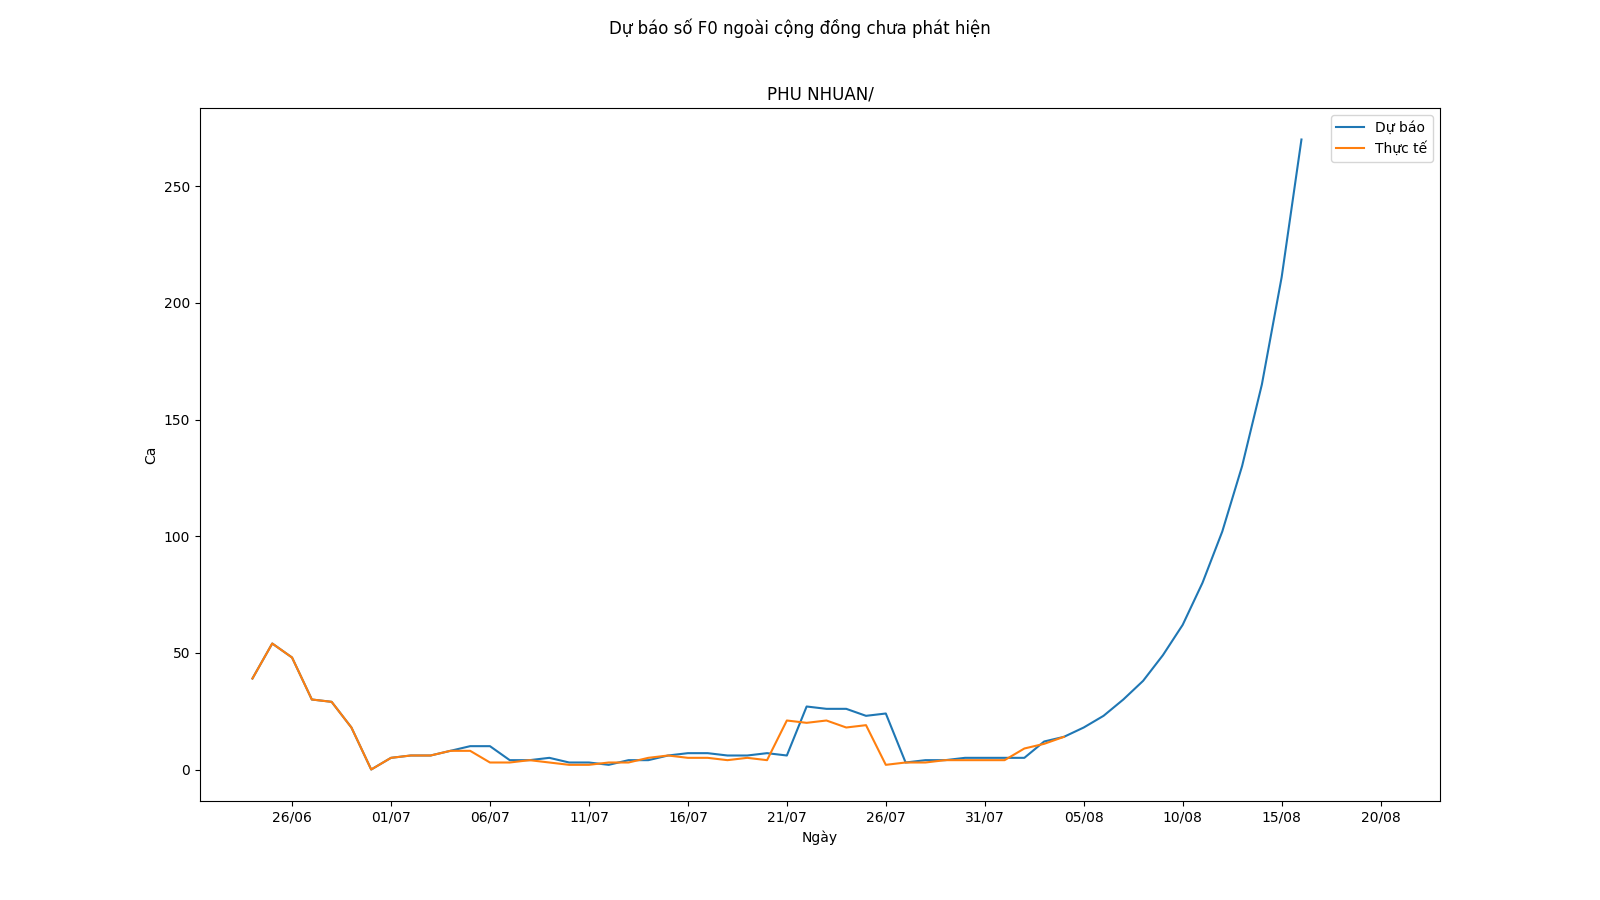 Dự báo số F0 ngoài cộng đồng chưa phát hiện
PHU NHUAN/
Dự báo
Thực tế
250
200
150
100
50
0
Ca
26/06 01/07 06/07 11/07 16/07 21/07 26/07 31/07 05/08 10/08 15/08 20/08
Ngày